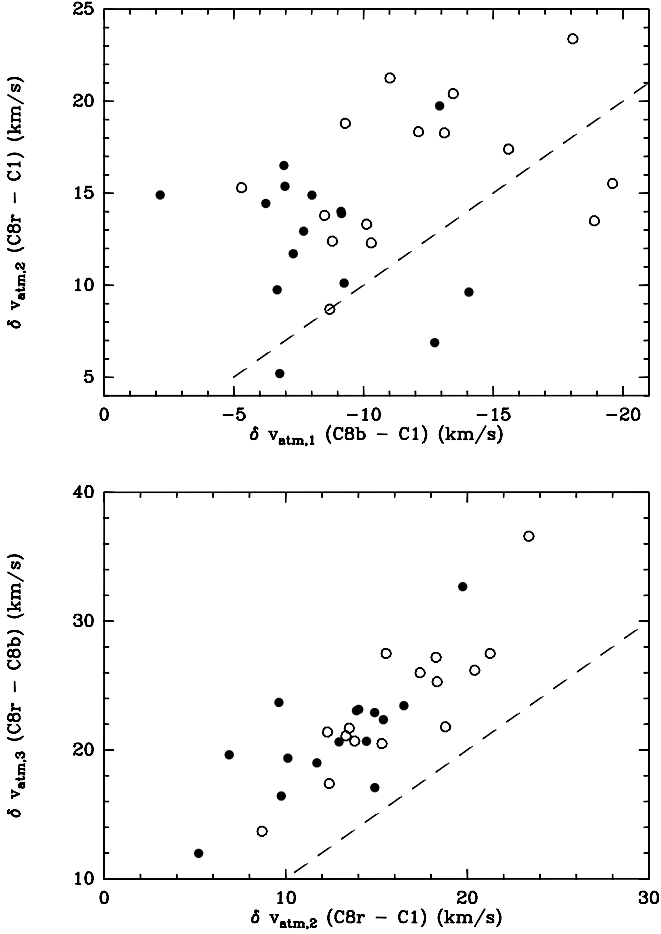 25
20
15
10
5
δ v_atm,2 (C8r − C1) (km/s)
0 −5 −10 −15 −20
δ v_atm,1 (C8b − C1) (km/s)
40
30
20
10
δ v_atm,3 (C8r − C8b) (km/s)
0 10 20 30
δ v_atm,2 (C8r − C1) (km/s)